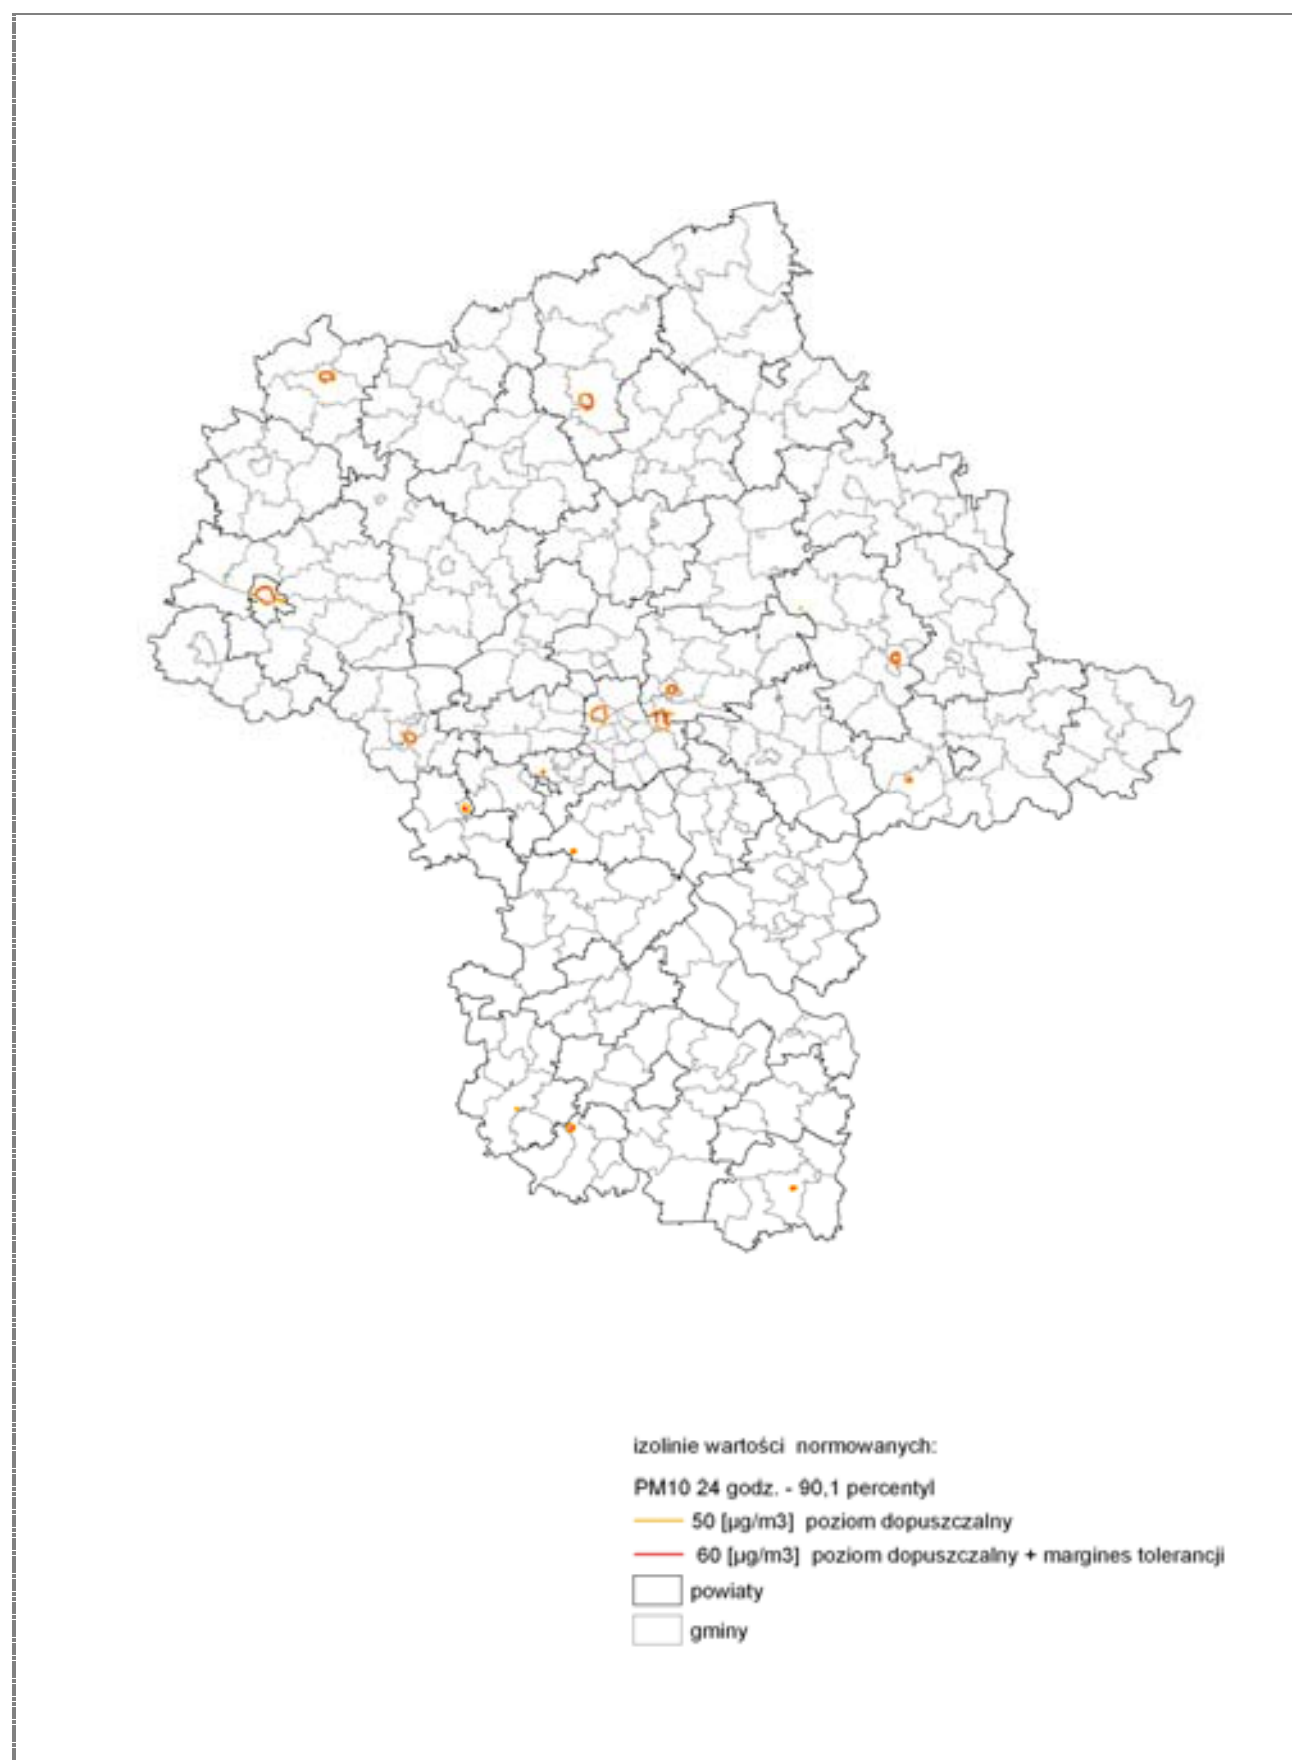 izolinie wartości normowanych:
PM10 24 godz. - 90,1 percentyl
50 [µg/m3] poziom dopuszczalny
60 [µg/m3] poziom dopuszczalny + margines tolerancji
powiaty
gminy